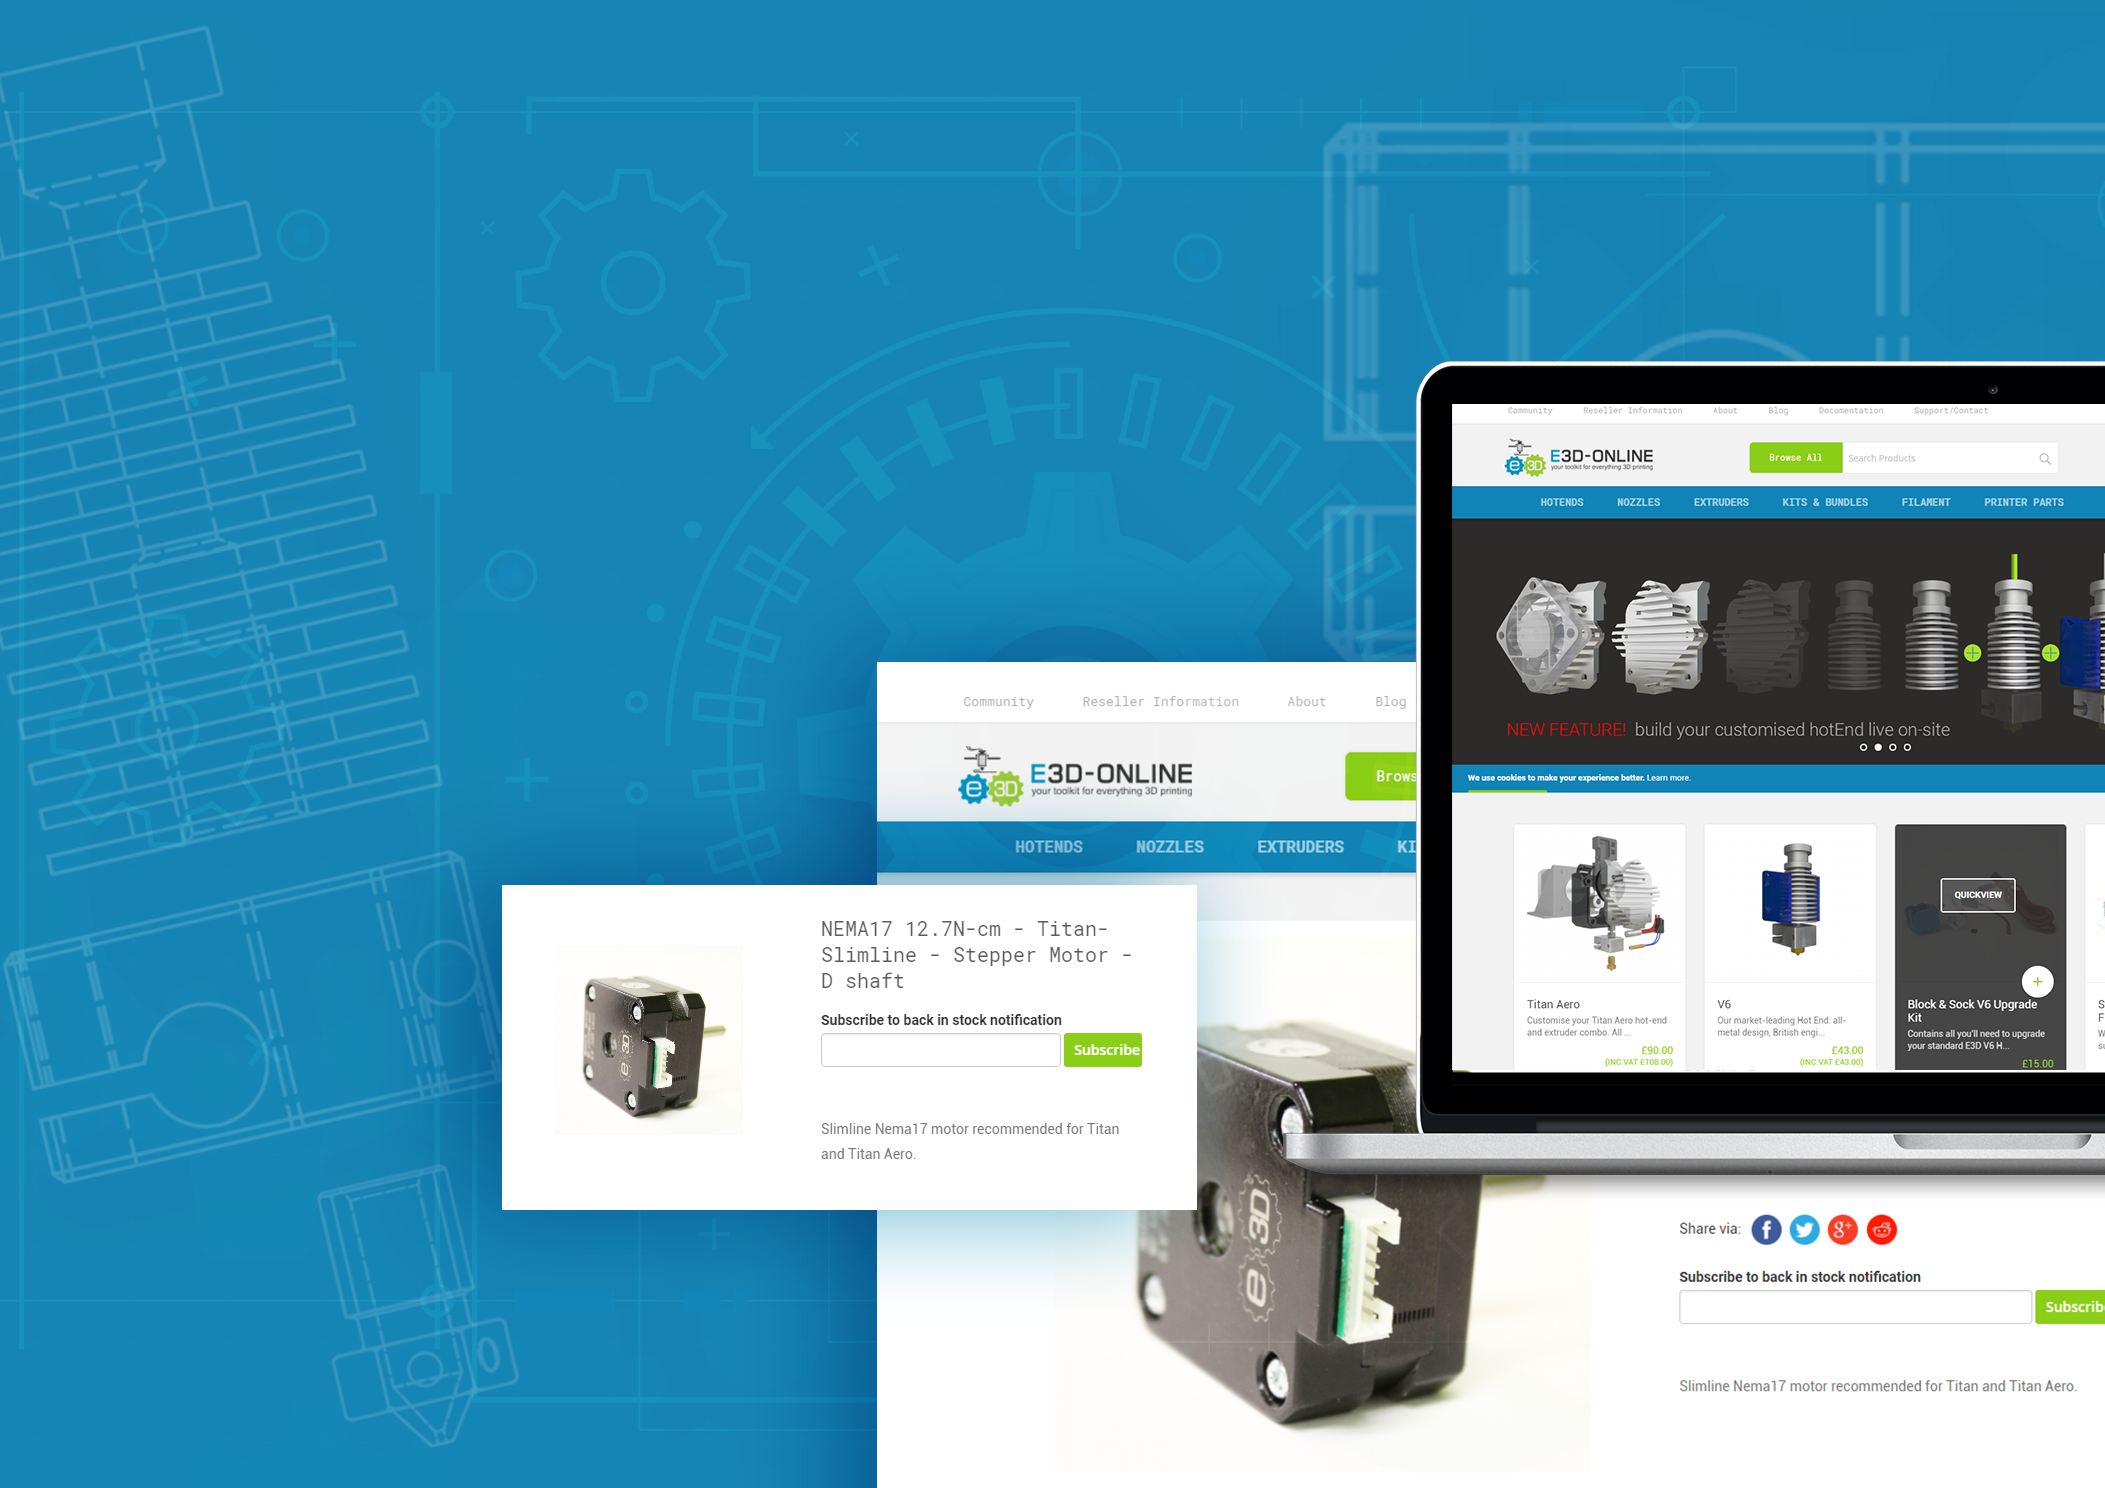 Community Reseller Information About Blog Documentation Support/Contact
E3D-ONLINE
your toolkit for everything 3D printing
e 3D
Browse All Search Products
HOTENDS NOZZLES EXTRUDERS KITS & BUNDLES FILAMENT PRINTER PARTS
NEW FEATURE! build your customised hotEnd live on-site
We use cookies to make your experience better. Learn more.
QUICKVIEW
Titan Aero
Customise your Titan Aero hot-end
and extruder combo. All ...
£90.00
(INC.VAT £108.00)
V6
Our market-leading Hot End: all-
metal design, British engi...
£43.00
(INC.VAT £43.00)
Block & Sock V6 Upgrade
Kit
Contains all you'll need to upgrade
your standard E3D V6 H...
£15.00
Community Reseller Information About Blog
E3D-ONLINE
your toolkit for everything 3D printing
e 3D
Brows
HOTENDS NOZZLES EXTRUDERS KI
NEMA17 12.7N-cm - Titan-
Slimline - Stepper Motor -
D shaft
Subscribe to back in stock notification
Subscribe
Slimline Nema17 motor recommended for Titan
and Titan Aero.
e3D
e3D
Share via:
Subscribe to back in stock notification
Subscribe
Slimline Nema17 motor recommended for Titan and Titan Aero.